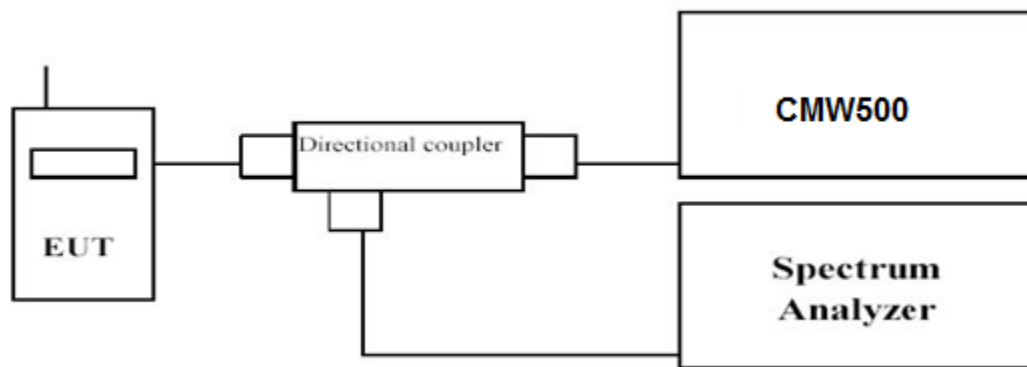 EUT
Directional coupler
CMW500
Spectrum
Analyzer